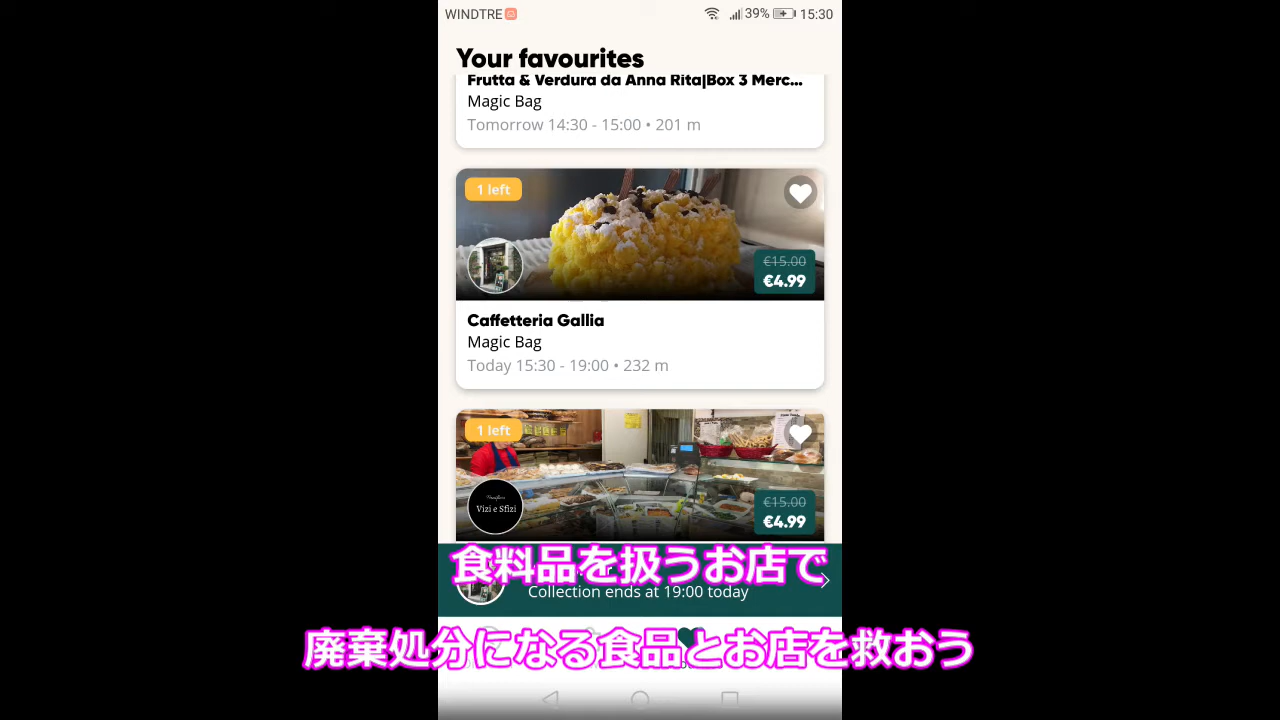 WINDTRE
39%
15:30
Your favourites
Frutta & Verdura da Anna Rita|Box 3 Merc...
Magic Bag
Tomorrow 14:30 - 15:00 • 201 m
1 left
€15.00
€4.99
Caffetteria Gallia
Magic Bag
Today 15:30 - 19:00 • 232 m
1 left
Vizi e Sfizi
€15.00
€4.99
食料品を扱うお店で
Collection ends at 19:00 today
廃棄処分になる食品とお店を救おう